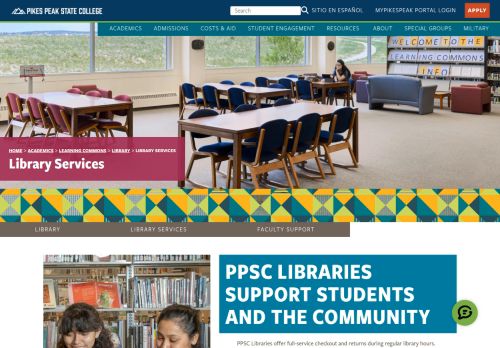 PIKES PEAK STATE COLLEGE
Search
SITIO EN ESPAÑOL
MYPIKESPEAK PORTAL LOGIN
APPLY
ACADEMICS ADMISSIONS COSTS & AID STUDENT ENGAGEMENT RESOURCES ABOUT SPECIAL GROUPS MILITARY
WELCOME TO THE
LEARNING COMMONS
INFO
HOME > ACADEMICS > LEARNING COMMONS > LIBRARY > LIBRARY SERVICES
Library Services
LIBRARY LIBRARY SERVICES FACULTY SUPPORT
PPSC LIBRARIES
SUPPORT STUDENTS
AND THE COMMUNITY
PPSC Libraries offer full-service checkout and returns during regular library hours.